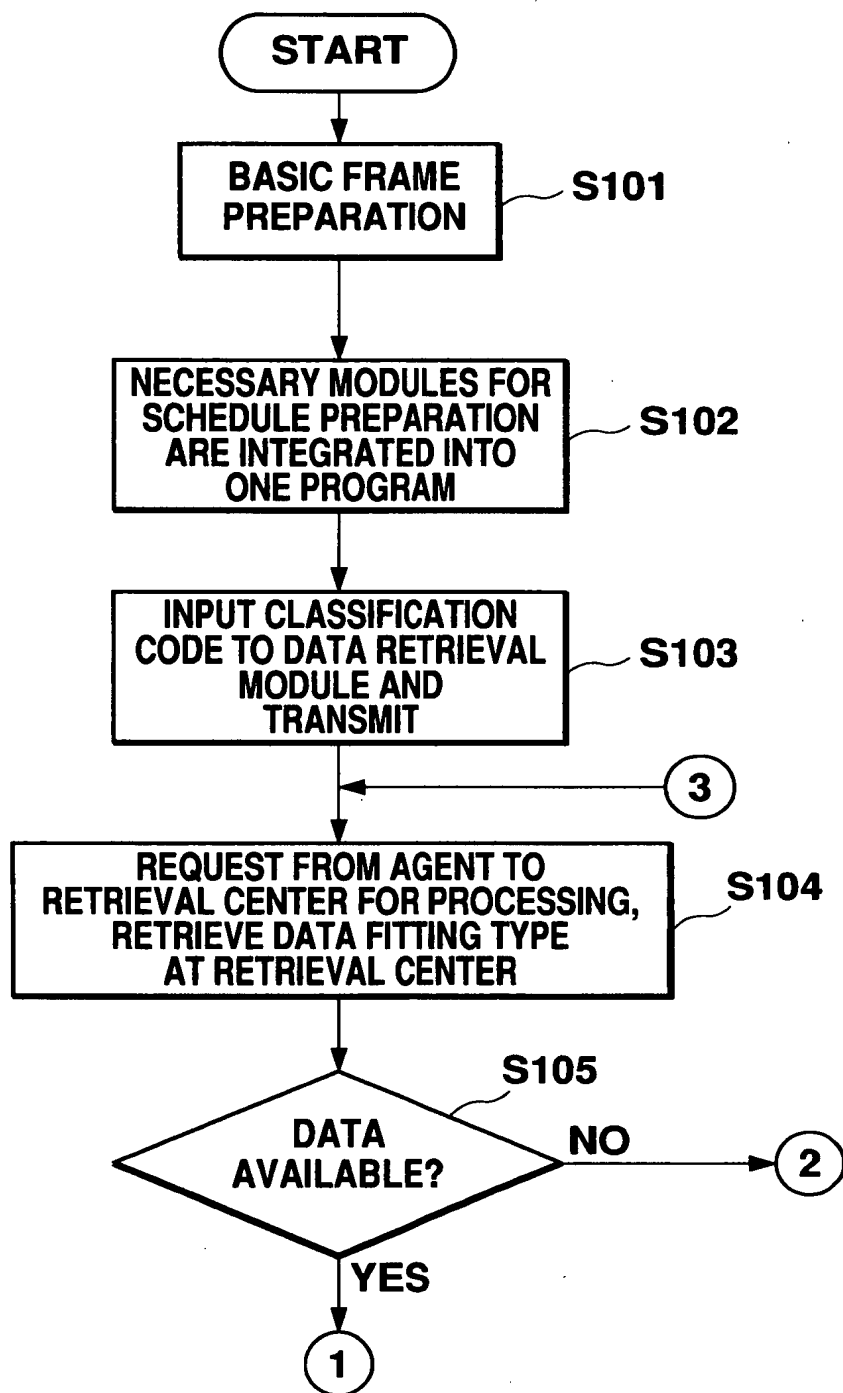 START
BASIC FRAME
PREPARATION
S101
NECESSARY MODULES FOR
SCHEDULE PREPARATION
ARE INTEGRATED INTO
ONE PROGRAM
S102
INPUT CLASSIFICATION
CODE TO DATA RETRIEVAL
MODULE AND
TRANSMIT
S103
3
REQUEST FROM AGENT TO
RETRIEVAL CENTER FOR PROCESSING,
RETRIEVE DATA FITTING TYPE
AT RETRIEVAL CENTER
S104
S105
DATA
AVAILABLE?
NO
2
YES
1